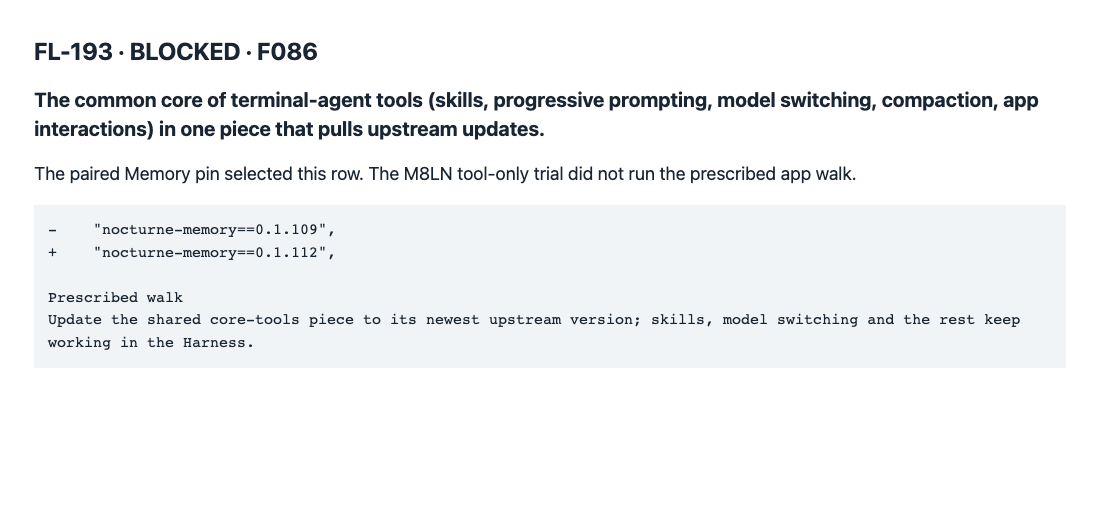 FL-193 · BLOCKED · F086
The common core of terminal-agent tools (skills, progressive prompting, model switching, compaction, app
interactions) in one piece that pulls upstream updates.
The paired Memory pin selected this row. The M8LN tool-only trial did not run the prescribed app walk.
-    "nocturne-memory==0.1.109",
+    "nocturne-memory==0.1.112",
Prescribed walk
Update the shared core-tools piece to its newest upstream version; skills, model switching and the rest keep
working in the Harness.